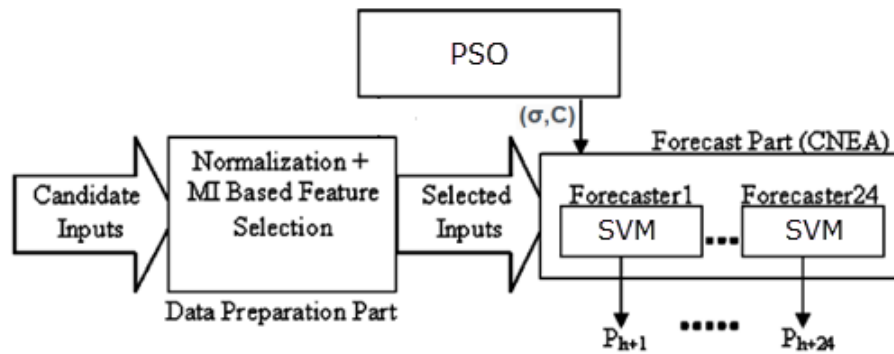 PSO
(σ,C)
Forecast Part (CNEA)
Normalization +
MI Based Feature
Selection
Candidate
Inputs
Selected
Inputs
Forecaster1
Forecaster24
SVM
SVM
Data Preparation Part
Ph+1
Ph+24